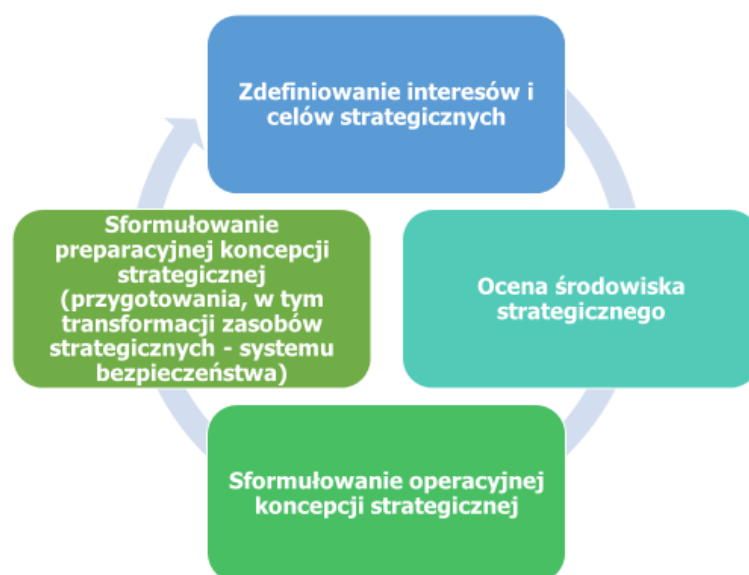 Zdefiniowanie interesów i
celów strategicznych
Ocena środowiska
strategicznego
Sformułowanie operacyjnej
koncepcji strategicznej
Sformułowanie
preparacyjnej koncepcji
strategicznej
(przygotowania, w tym
transformacji zasobów
strategicznych - systemu
bezpieczeństwa)